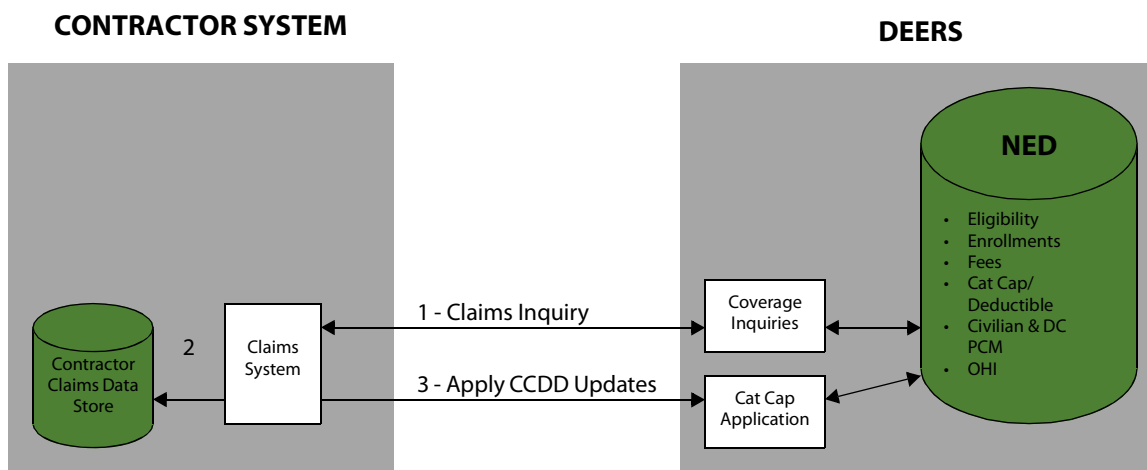 CONTRACTOR SYSTEM
DEERS
NED
• Eligibility
• Enrollments
• Fees
• Cat Cap/
Deductible
• Civilian & DC
PCM
• OHI
1 - Claims Inquiry
Coverage
Inquiries
2
Claims
System
Contractor
Claims Data
Store
3 - Apply CCDD Updates
Cat Cap
Application